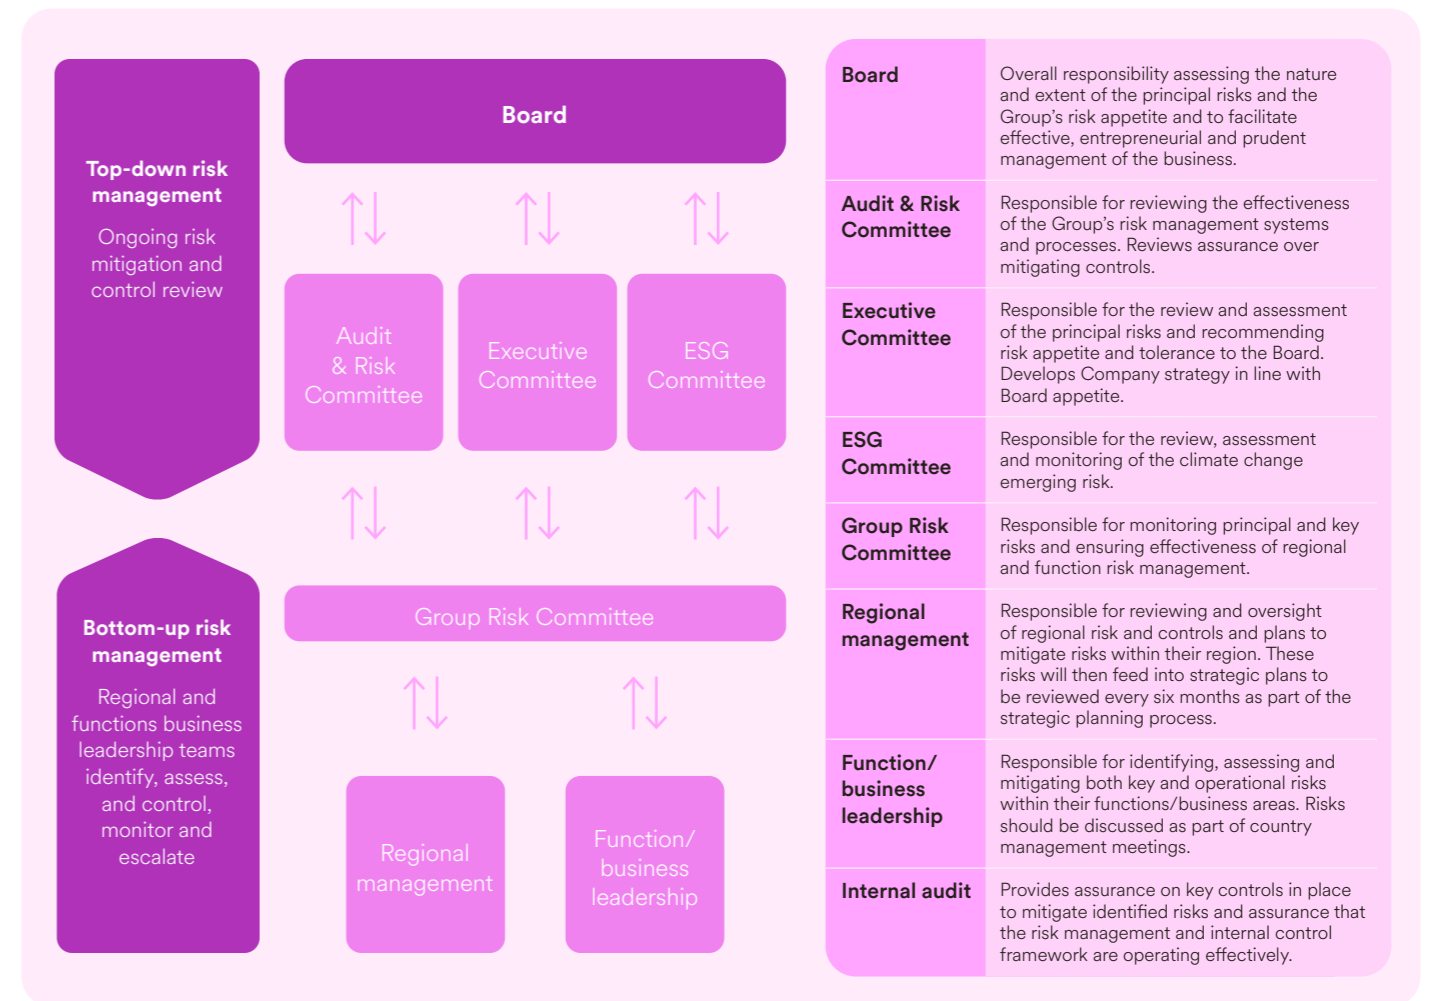 Top-down risk
management
Ongoing risk
mitigation and
control review
Bottom-up risk
management
Regional and
functions business
leadership teams
identify, assess,
and control,
monitor and
escalate
Board
Audit
& Risk
Committee
Executive
Committee
ESG
Committee
Group Risk Committee
Regional
management
Function/
business
leadership
Board
Overall responsibility assessing the nature
and extent of the principal risks and the
Group's risk appetite and to facilitate
effective, entrepreneurial and prudent
management of the business.
Audit & Risk
Committee
Responsible for reviewing the effectiveness
of the Group's risk management systems
and processes. Reviews assurance over
mitigating controls.
Executive
Committee
Responsible for the review and assessment
of the principal risks and recommending
risk appetite and tolerance to the Board.
Develops Company strategy in line with
Board appetite.
ESG
Committee
Responsible for the review, assessment
and monitoring of the climate change
emerging risk.
Group Risk
Committee
Responsible for monitoring principal and key
risks and ensuring effectiveness of regional
and function risk management.
Regional
management
Responsible for reviewing and oversight
of regional risk and controls and plans to
mitigate risks within their region. These
risks will then feed into strategic plans to
be reviewed every six months as part of the
strategic planning process.
Function/
business
leadership
Responsible for identifying, assessing and
mitigating both key and operational risks
within their functions/business areas. Risks
should be discussed as part of country
management meetings.
Internal audit
Provides assurance on key controls in place
to mitigate identified risks and assurance that
the risk management and internal control
framework are operating effectively.